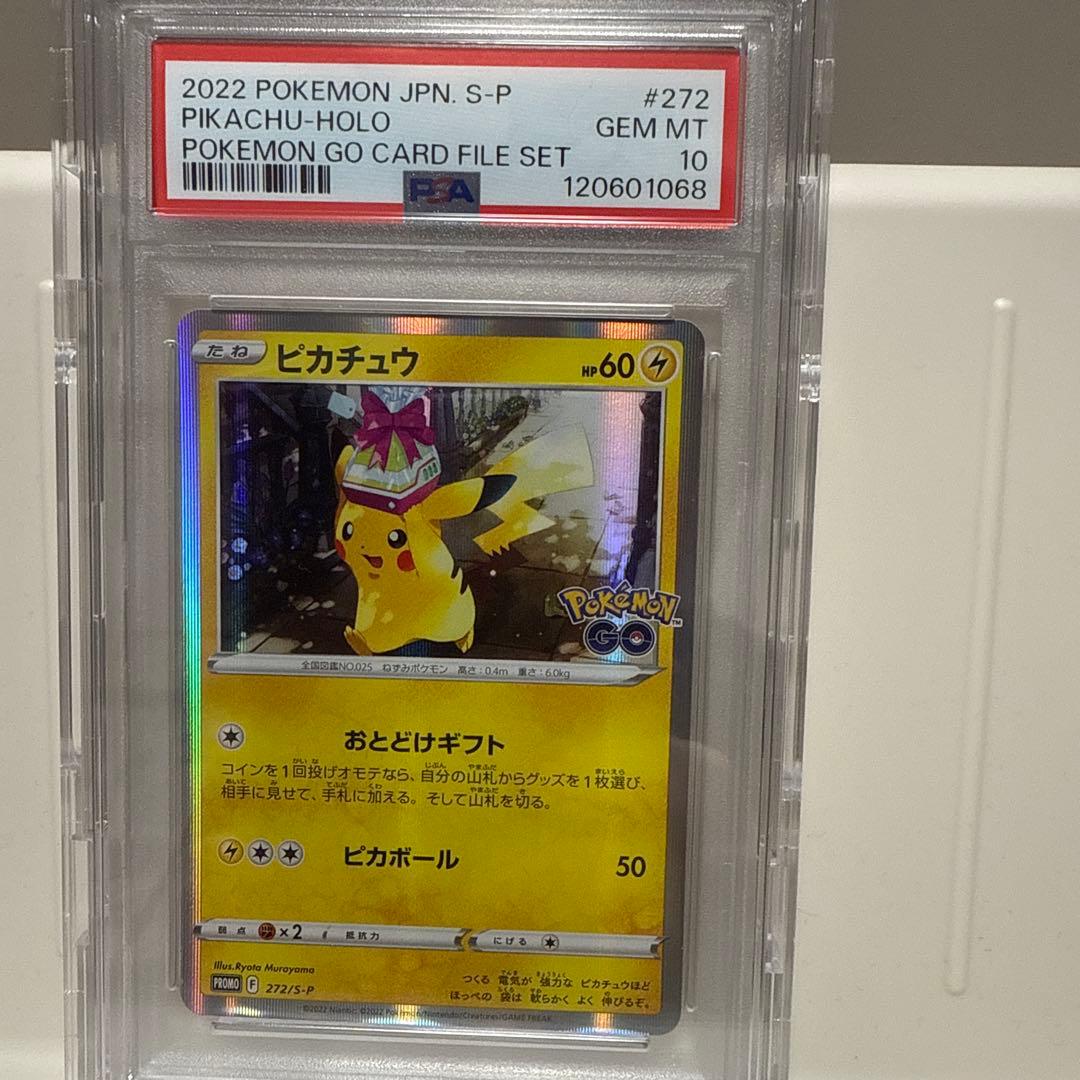 2022 POKEMON JPN. S-P #272
PIKACHU-HOLO GEM MT
POKEMON GO CARD FILE SET 10
120601068
PSA
たね ピカチュウ HP60
POKÉMON™
GO
全国図鑑NO.025 ねずみポケモン 高さ:0.4m 重さ:6.0kg
おとどけギフト
コインを1回投げオモテなら、自分の山札からグッズを1枚選び、
相手に見せて、手札に加える。そして山札を切る。
ピカボール 50
弱点 ×2 抵抗力 にげる
Illus.Ryota Murayama
つくる 電気が 強力な ピカチュウほど
PROMO F 272/S-P
ほっぺの 袋は 軟らかく よく 伸びるぞ。
©2022 Niantic. ©2022 Pokémon/Nintendo/Creatures/GAME FREAK.